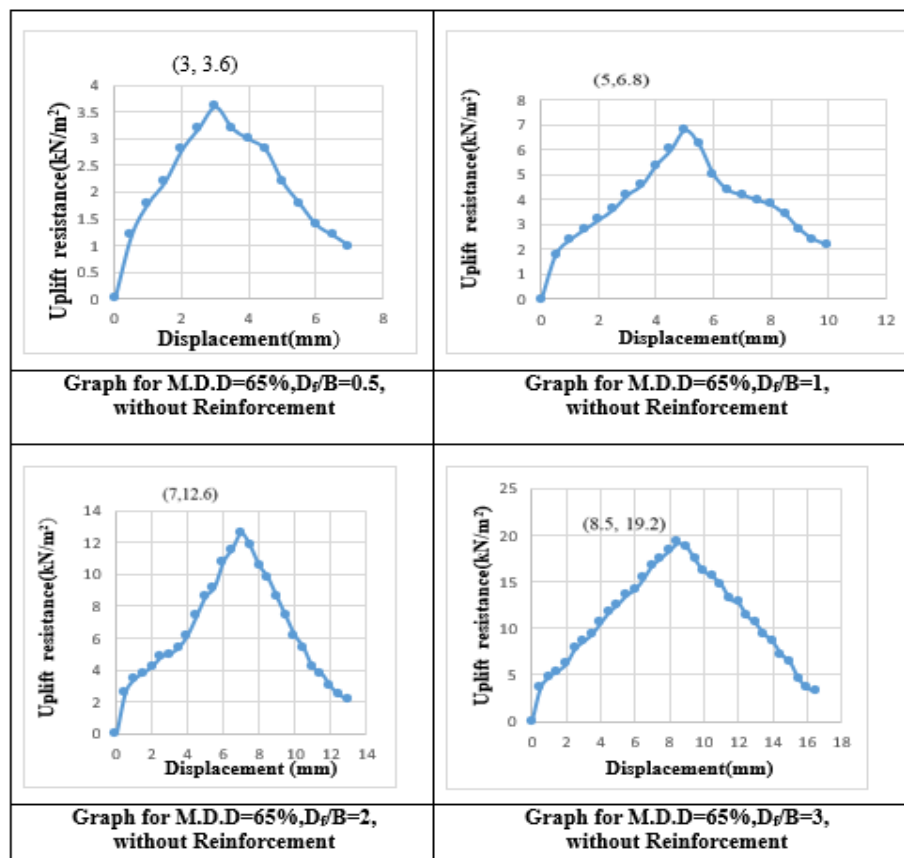 (3, 3.6)
Uplift resistance(kN/m²)
4
3.5
3
2.5
2
1.5
1
0.5
0
0 2 4 6 8
Displacement(mm)
Graph for M.D.D=65%,Df/B=0.5,
without Reinforcement
(5,6.8)
Uplift resistance(kN/m²)
8
7
6
5
4
3
2
1
0
0 2 4 6 8 10 12
Displacement(mm)
Graph for M.D.D=65%,Df/B=1,
without Reinforcement
(7,12.6)
Uplift resistance(kN/m²)
14
12
10
8
6
4
2
0
0 2 4 6 8 10 12 14
Displacement (mm)
Graph for M.D.D=65%,Df/B=2,
without Reinforcement
(8.5, 19.2)
Uplift resistance(kN/m²)
25
20
15
10
5
0
0 2 4 6 8 10 12 14 16 18
Displacement(mm)
Graph for M.D.D=65%,Df/B=3,
without Reinforcement